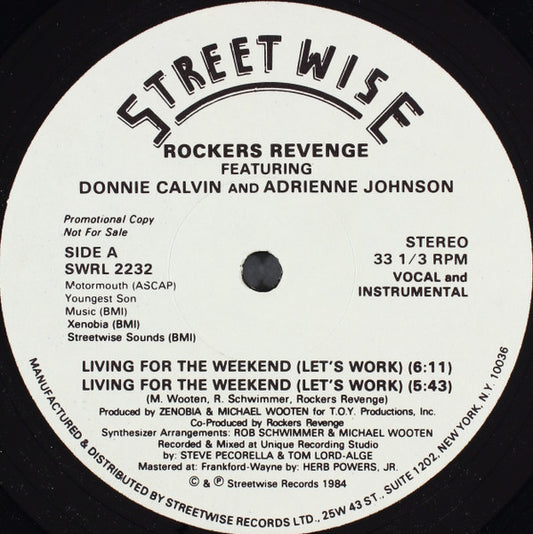 STREETWISE
ROCKERS REVENGE
FEATURING
DONNIE CALVIN AND ADRIENNE JOHNSON
Promotional Copy
Not For Sale
SIDE A
SWRL 2232
Motormouth (ASCAP)
Youngest Son
Music (BMI)
Xenobia (BMI)
Streetwise Sounds (BMI)
STEREO
33 1/3 RPM
VOCAL and
INSTRUMENTAL
LIVING FOR THE WEEKEND (LET'S WORK) (6:11)
LIVING FOR THE WEEKEND (LET'S WORK) (5:43)
(M. Wooten, R. Schwimmer, Rockers Revenge)
Produced by ZENOBIA & MICHAEL WOOTEN for T.O.Y. Productions, Inc.
Co-Produced by Rockers Revenge
Synthesizer Arrangements: ROB SCHWIMMER & MICHAEL WOOTEN
Recorded & Mixed at Unique Recording Studio
by: STEVE PECORELLA & TOM LORD-ALGE
Mastered at: Frankford-Wayne by: HERB POWERS, JR.
© & ℗ Streetwise Records 1984
MANUFACTURED & DISTRIBUTED BY STREETWISE RECORDS LTD., 25W 43 ST., SUITE 1202, NEW YORK, N.Y. 10036